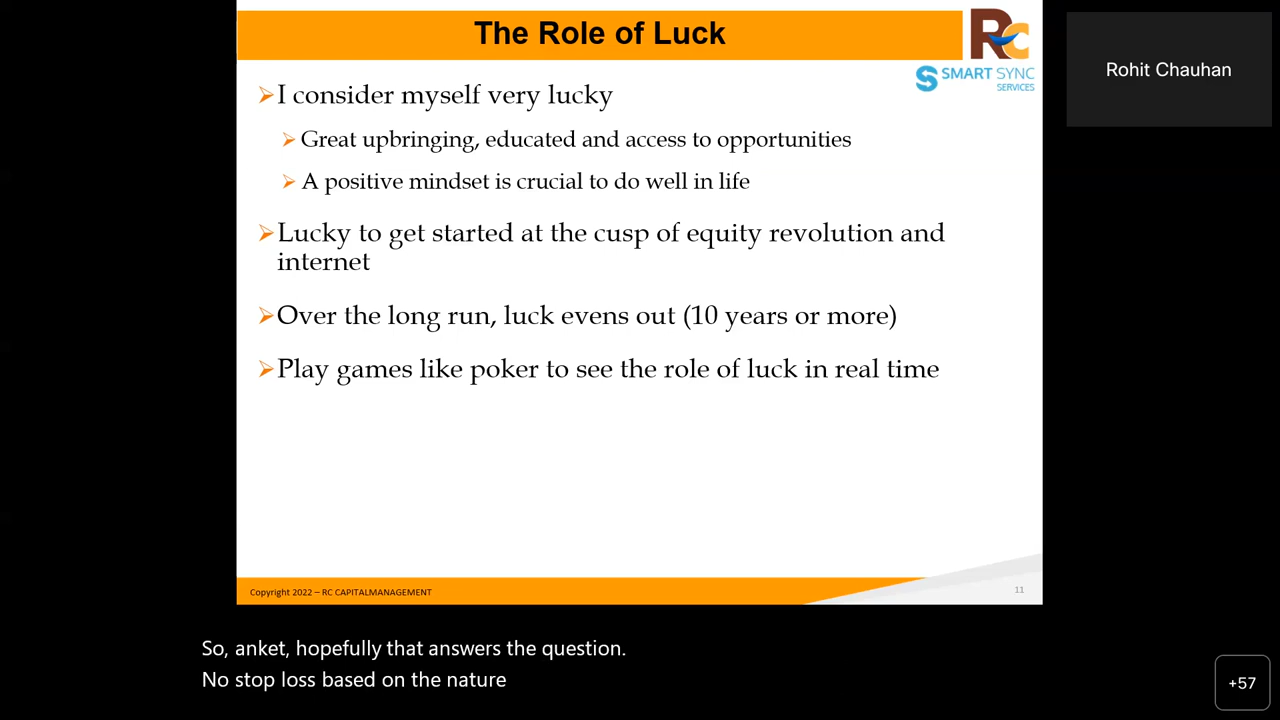 The Role of Luck
RC
SMART SYNC
SERVICES
Rohit Chauhan
I consider myself very lucky
Great upbringing, educated and access to opportunities
A positive mindset is crucial to do well in life
Lucky to get started at the cusp of equity revolution and
internet
Over the long run, luck evens out (10 years or more)
Play games like poker to see the role of luck in real time
Copyright 2022 – RC CAPITALMANAGEMENT
11
So, anket, hopefully that answers the question.
No stop loss based on the nature
+57